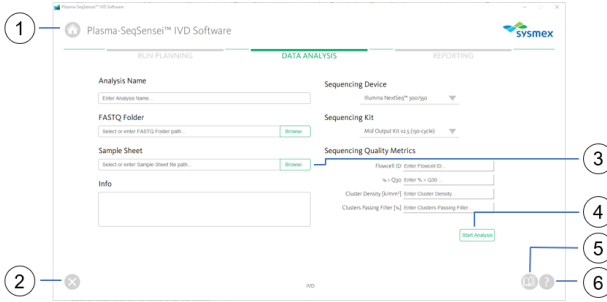 Plasma-SeqSensei™ IVD Software
1
Plasma-SeqSensei™ IVD Software
sysmex
RUN PLANNING
DATA ANALYSIS
REPORTING
Analysis Name
Enter Analysis Name...
FASTQ Folder
Select or enter FASTQ Folder path...
Browse
Sample Sheet
Select or enter Sample Sheet file path...
Browse
Info
Sequencing Device
Illumina NextSeq™ 500/550
Sequencing Kit
Mid Output Kit v2.5 (150-cycle)
Sequencing Quality Metrics
Flowcell ID Enter Flowcell ID...
% > Q30 Enter % > Q30 ...
Cluster Density [k/mm²] Enter Cluster Density...
Clusters Passing Filter [%] Enter Clusters Passing Filter...
Start Analysis
3
4
5
6
2
IVD
?